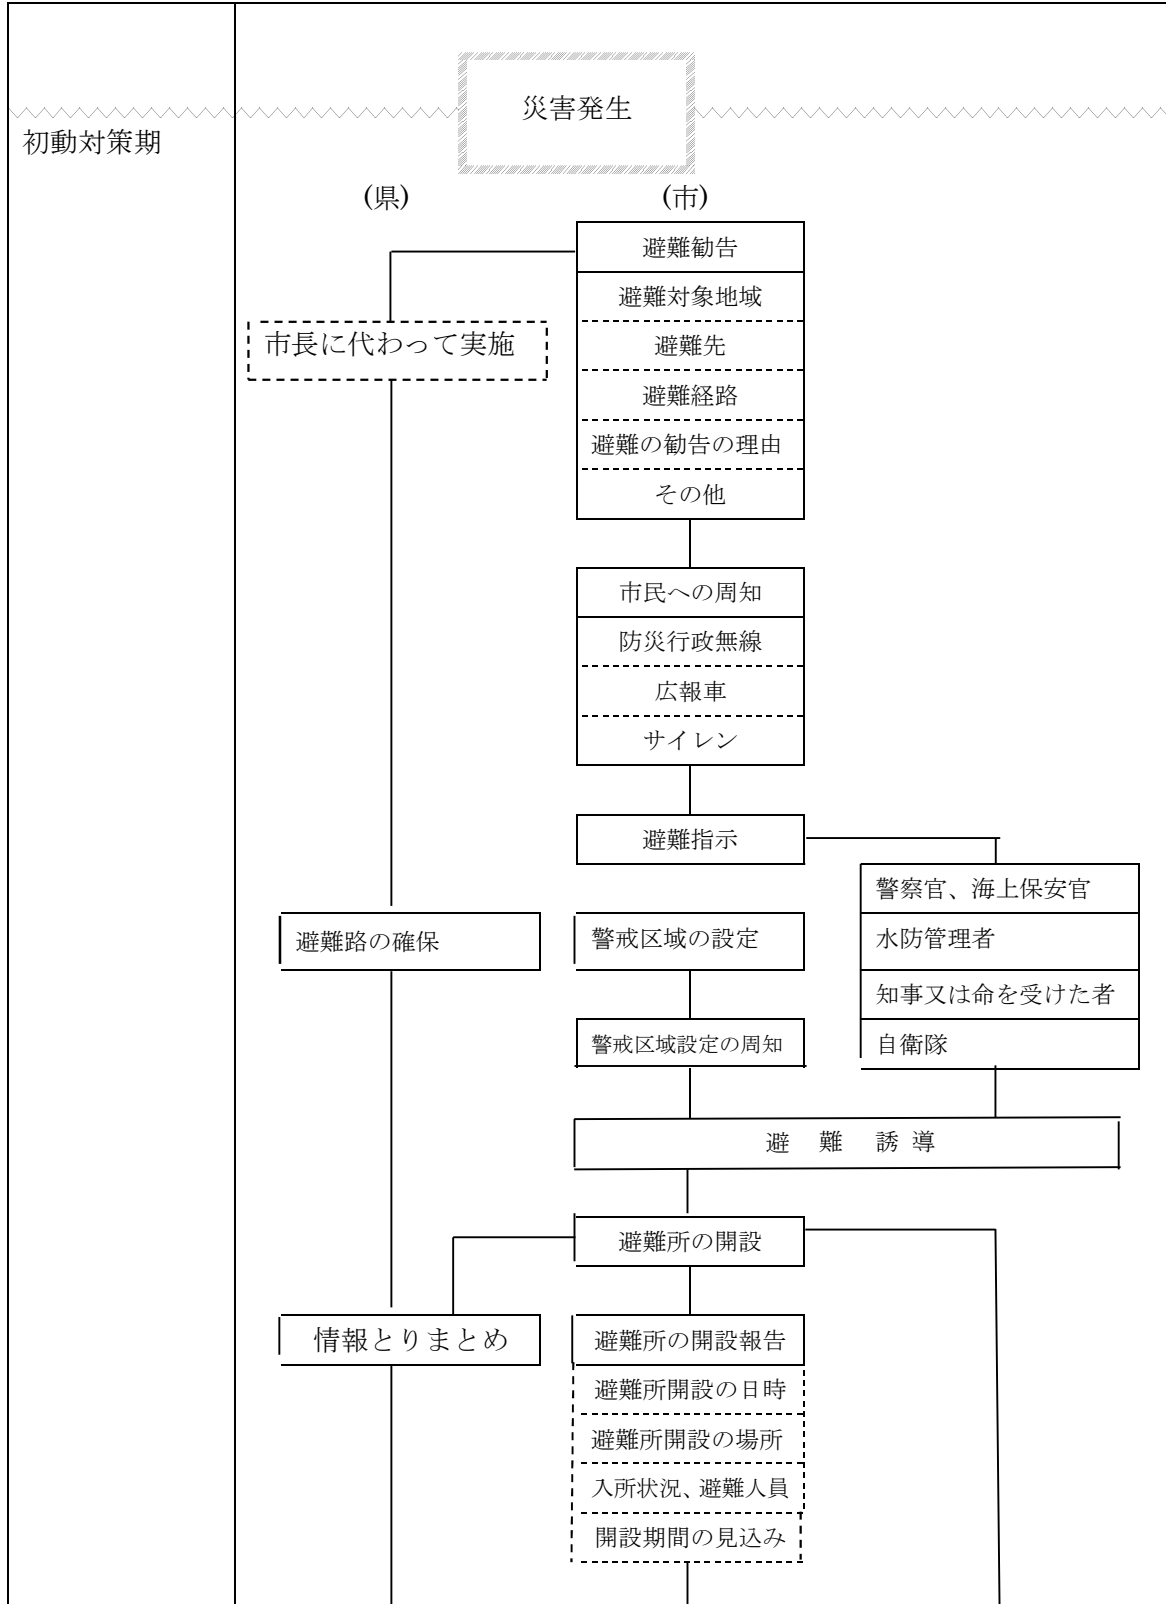 災害発生
初動対策期
(県)
(市)
避難勧告
避難対象地域
市長に代わって実施
避難先
避難経路
避難の勧告の理由
その他
市民への周知
防災行政無線
広報車
サイレン
避難指示
警察官、海上保安官
避難路の確保
警戒区域の設定
水防管理者
知事又は命を受けた者
警戒区域設定の周知
自衛隊
避 難 誘 導
避難所の開設
情報とりまとめ
避難所の開設報告
避難所開設の日時
避難所開設の場所
入所状況、避難人員
開設期間の見込み